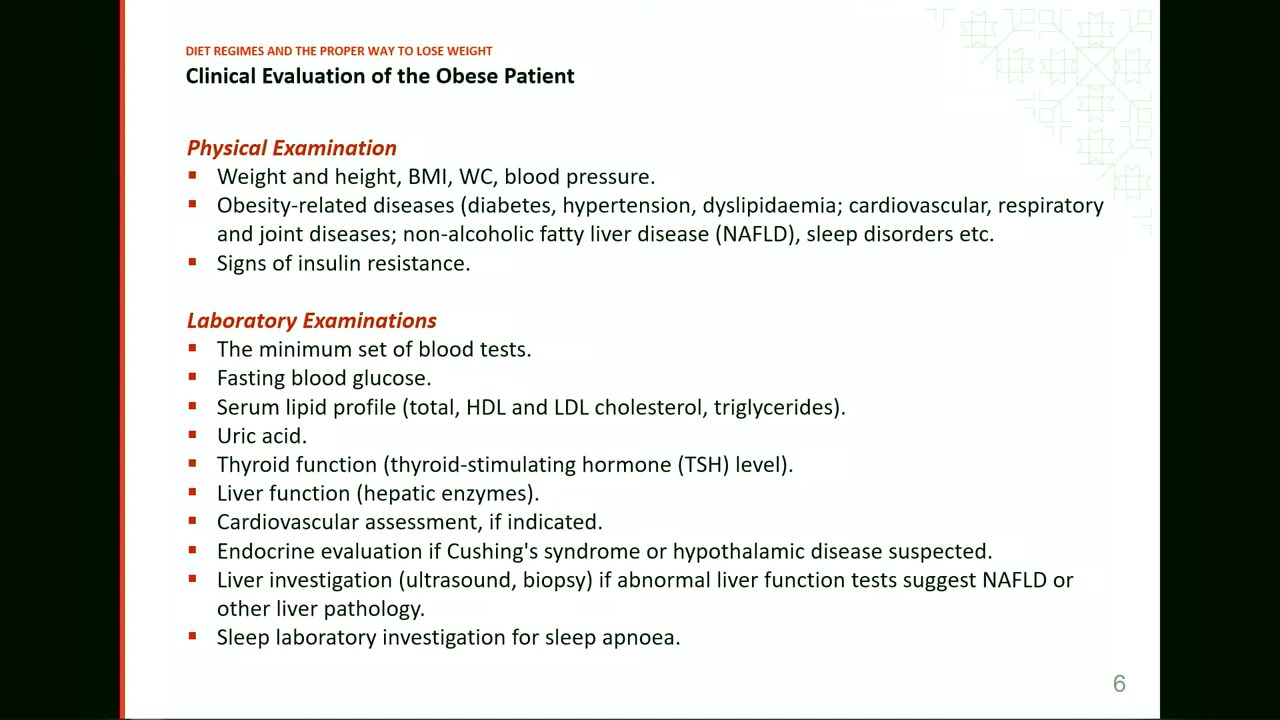 DIET REGIMES AND THE PROPER WAY TO LOSE WEIGHT
Clinical Evaluation of the Obese Patient
Physical Examination
▪ Weight and height, BMI, WC, blood pressure.
▪ Obesity-related diseases (diabetes, hypertension, dyslipidaemia; cardiovascular, respiratory
and joint diseases; non-alcoholic fatty liver disease (NAFLD), sleep disorders etc.
▪ Signs of insulin resistance.
Laboratory Examinations
▪ The minimum set of blood tests.
▪ Fasting blood glucose.
▪ Serum lipid profile (total, HDL and LDL cholesterol, triglycerides).
▪ Uric acid.
▪ Thyroid function (thyroid-stimulating hormone (TSH) level).
▪ Liver function (hepatic enzymes).
▪ Cardiovascular assessment, if indicated.
▪ Endocrine evaluation if Cushing's syndrome or hypothalamic disease suspected.
▪ Liver investigation (ultrasound, biopsy) if abnormal liver function tests suggest NAFLD or
other liver pathology.
▪ Sleep laboratory investigation for sleep apnoea.
6